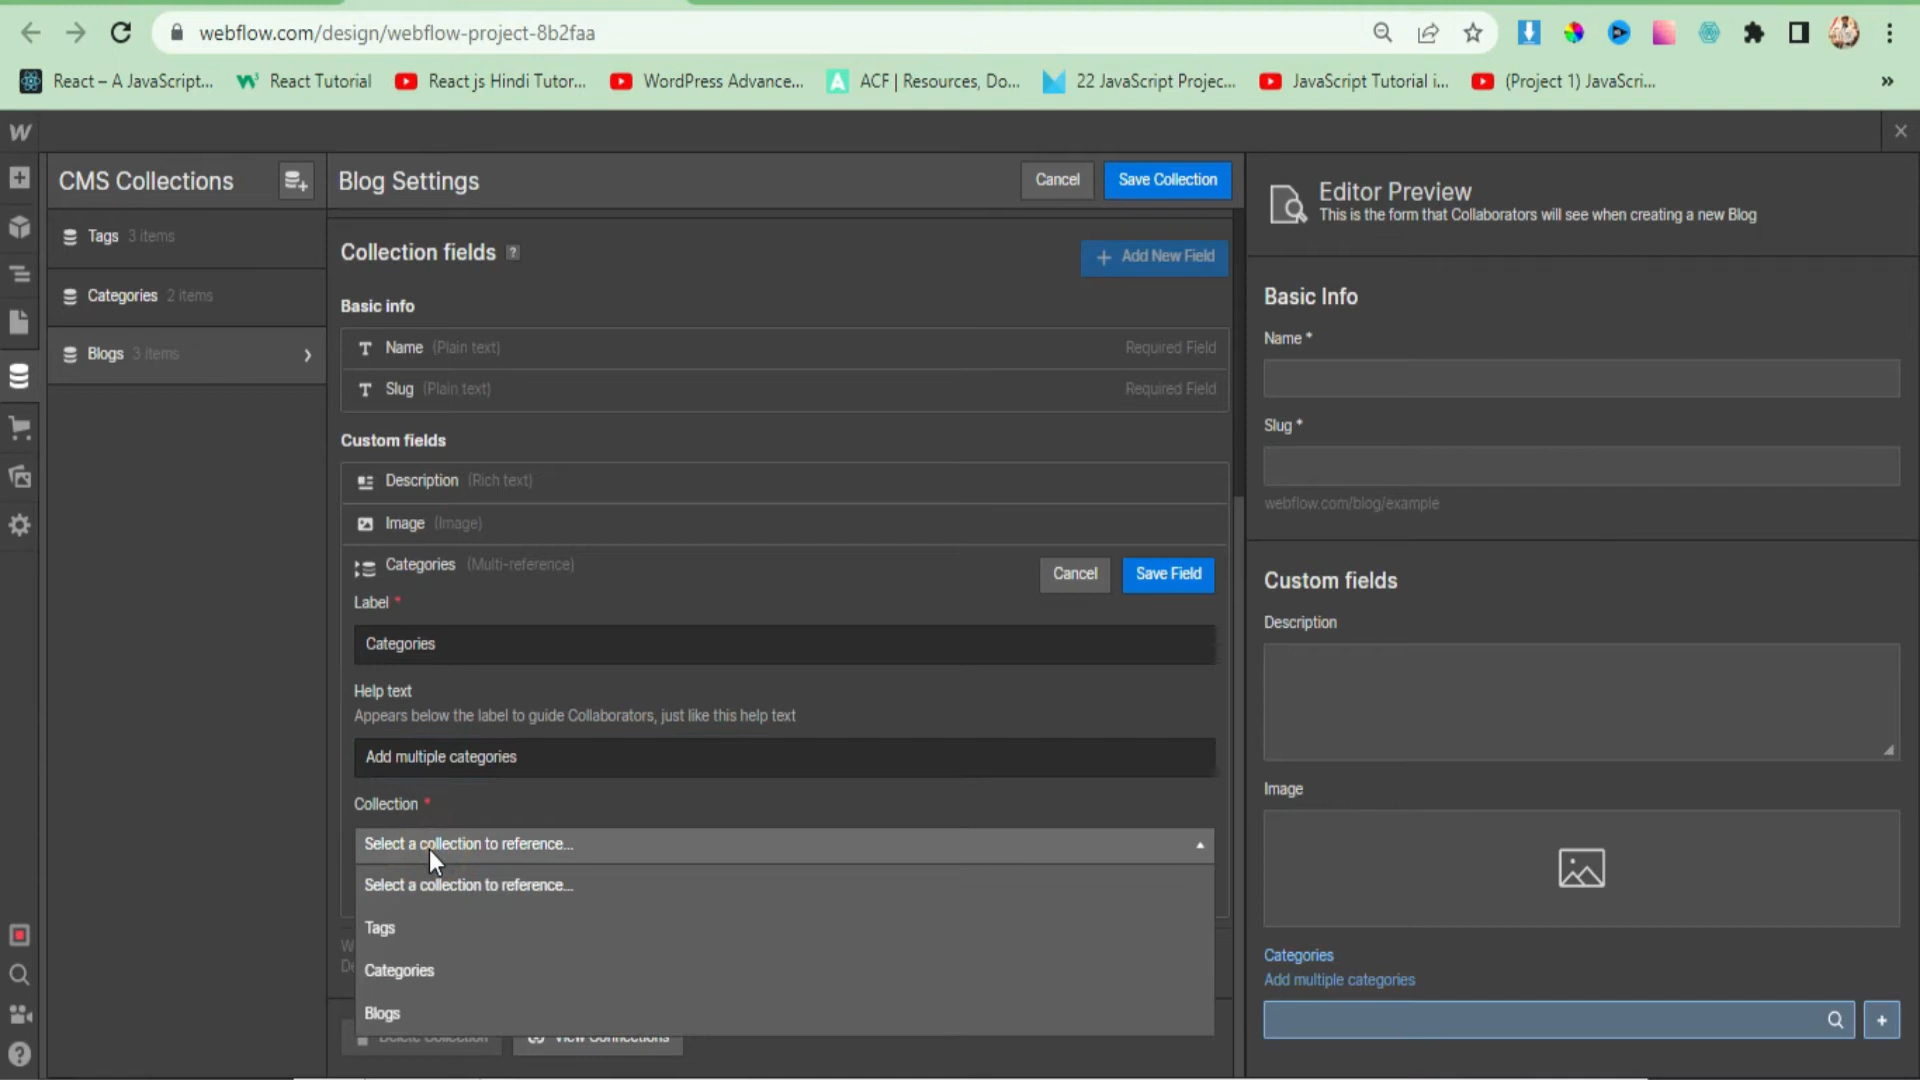 webflow.com/design/webflow-project-8b2faa
React – A JavaScript...
React Tutorial
React js Hindi Tutor...
WordPress Advance...
ACF | Resources, Do...
22 JavaScript Projec...
JavaScript Tutorial i...
(Project 1) JavaScri...
»
CMS Collections
Tags 3 items
Categories 2 items
Blogs 3 items
Blog Settings
Cancel
Save Collection
Collection fields ?
+ Add New Field
Basic info
Name (Plain text) Required Field
Slug (Plain text) Required Field
Custom fields
Description (Rich text)
Image (Image)
Categories (Multi-reference)
Cancel
Save Field
Label *
Categories
Help text
Appears below the label to guide Collaborators, just like this help text
Add multiple categories
Collection *
Select a collection to reference...
Select a collection to reference...
Tags
Categories
Blogs
Delete Collection
View Connections
Editor Preview
This is the form that Collaborators will see when creating a new Blog
Basic Info
Name *
Slug *
webflow.com/blog/example
Custom fields
Description
Image
Categories
Add multiple categories
+